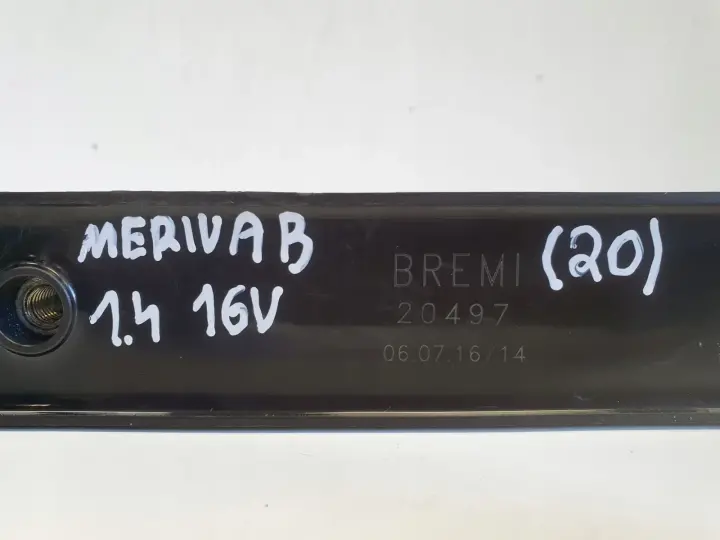 MERIVA B
1.4 16V
BREMI
20497
06.07.16/14
(20)